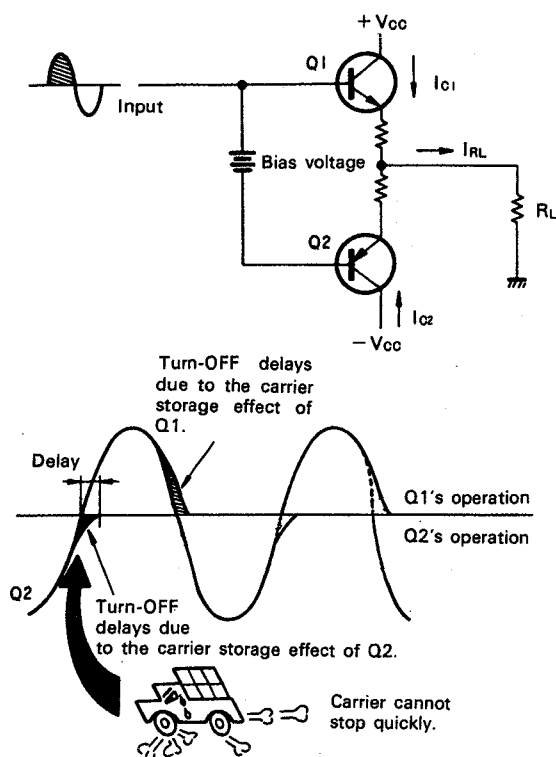 + Vcc
Q1
Ic1
Input
Bias voltage
IRL
RL
Q2
Ic2
− Vcc
Turn-OFF delays
due to the carrier
storage effect of
Q1.
Delay
Q1's operation
Q2's operation
Q2
Turn-OFF
delays due
to the carrier storage effect of Q2.
Carrier cannot
stop quickly.